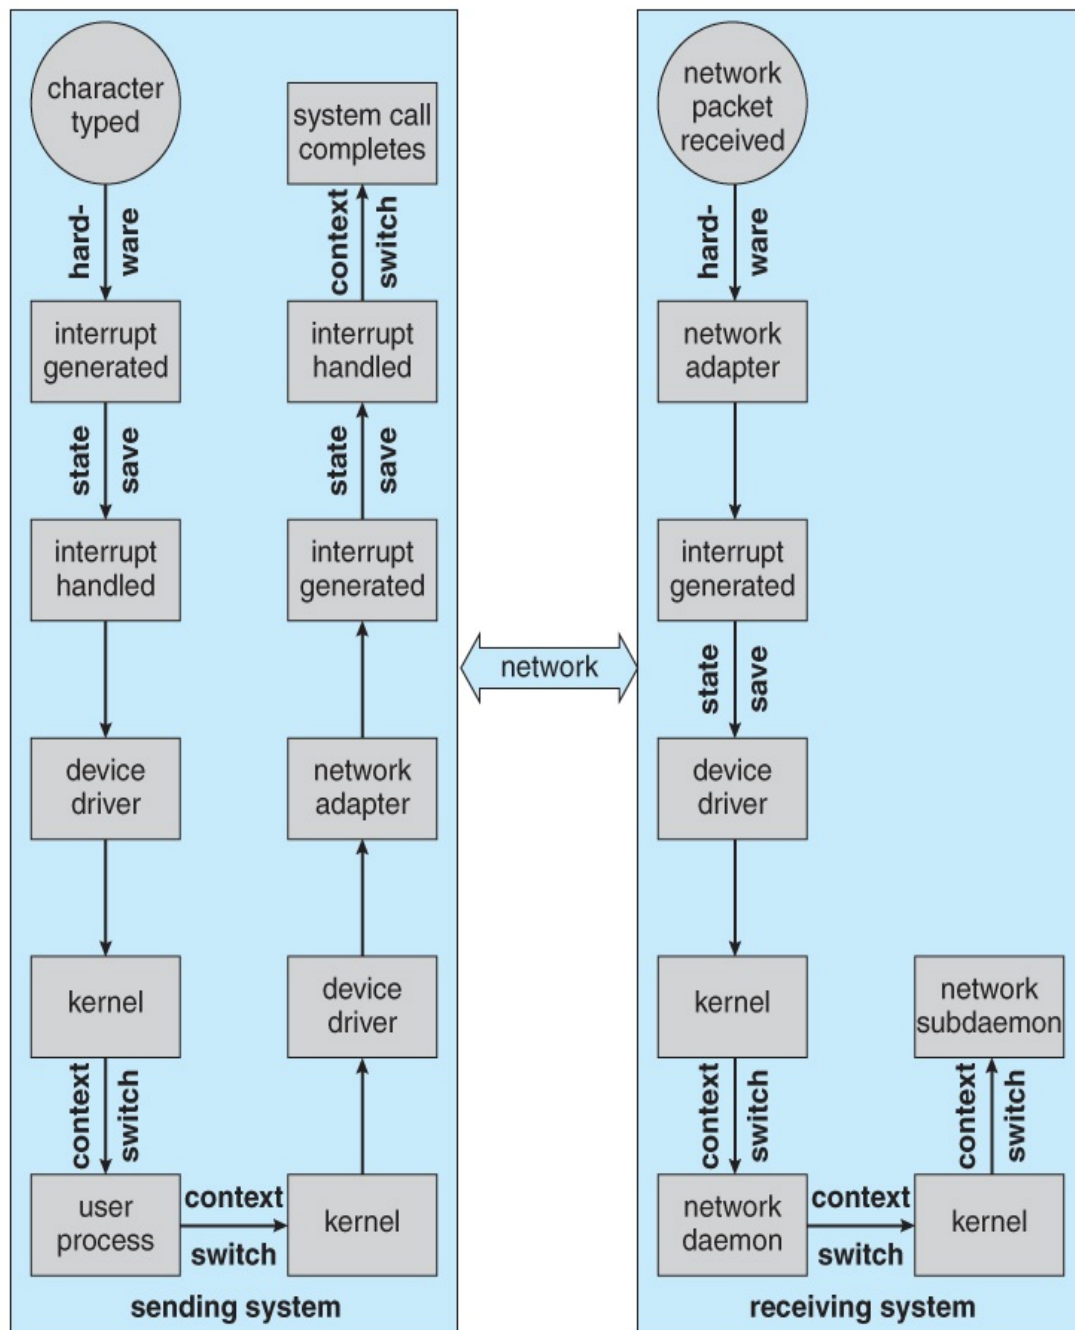 character
typed
hard-
ware
interrupt
generated
state
save
interrupt
handled
device
driver
kernel
context
switch
user
process
context
switch
kernel
device
driver
network
adapter
interrupt
generated
state
save
interrupt
handled
context
switch
system call
completes
sending system
network
network
packet
received
hard-
ware
network
adapter
interrupt
generated
state
save
device
driver
kernel
context
switch
network
daemon
context
switch
kernel
context
switch
network
subdaemon
receiving system